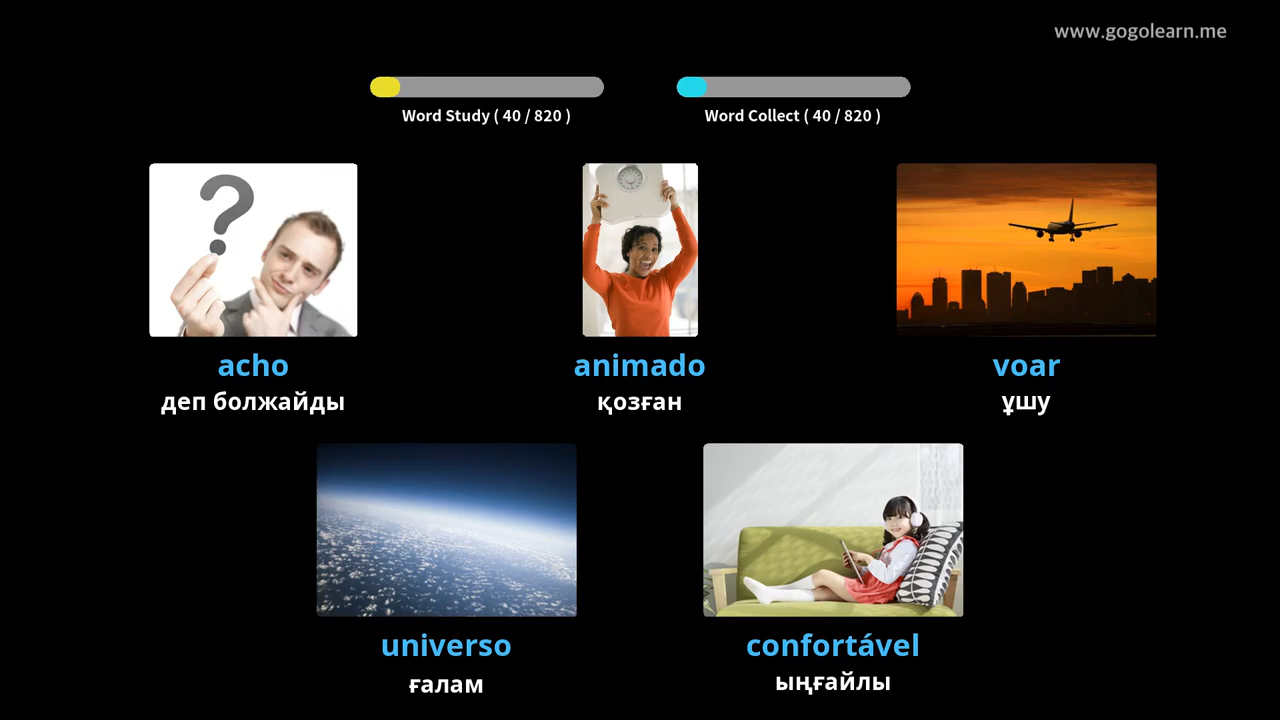 www.gogolearn.me
Word Study ( 40 / 820 )
Word Collect ( 40 / 820 )
acho
деп болжайды
animado
қозған
voar
ұшу
universo
ғалам
confortável
ыңғайлы